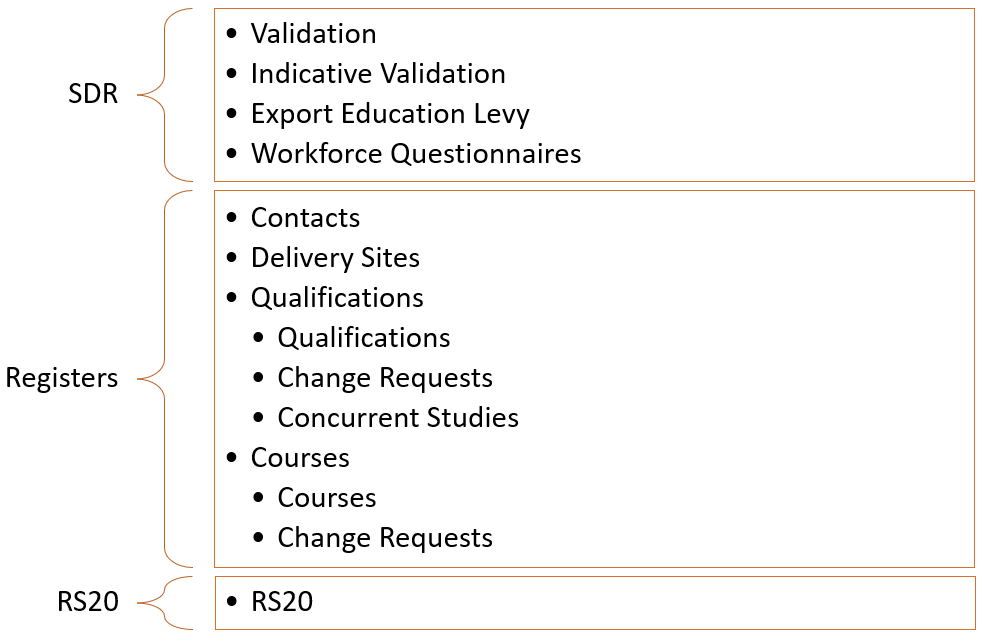 SDR
• Validation
• Indicative Validation
• Export Education Levy
• Workforce Questionnaires
Registers
• Contacts
• Delivery Sites
• Qualifications
• Qualifications
• Change Requests
• Concurrent Studies
• Courses
• Courses
• Change Requests
RS20
• RS20